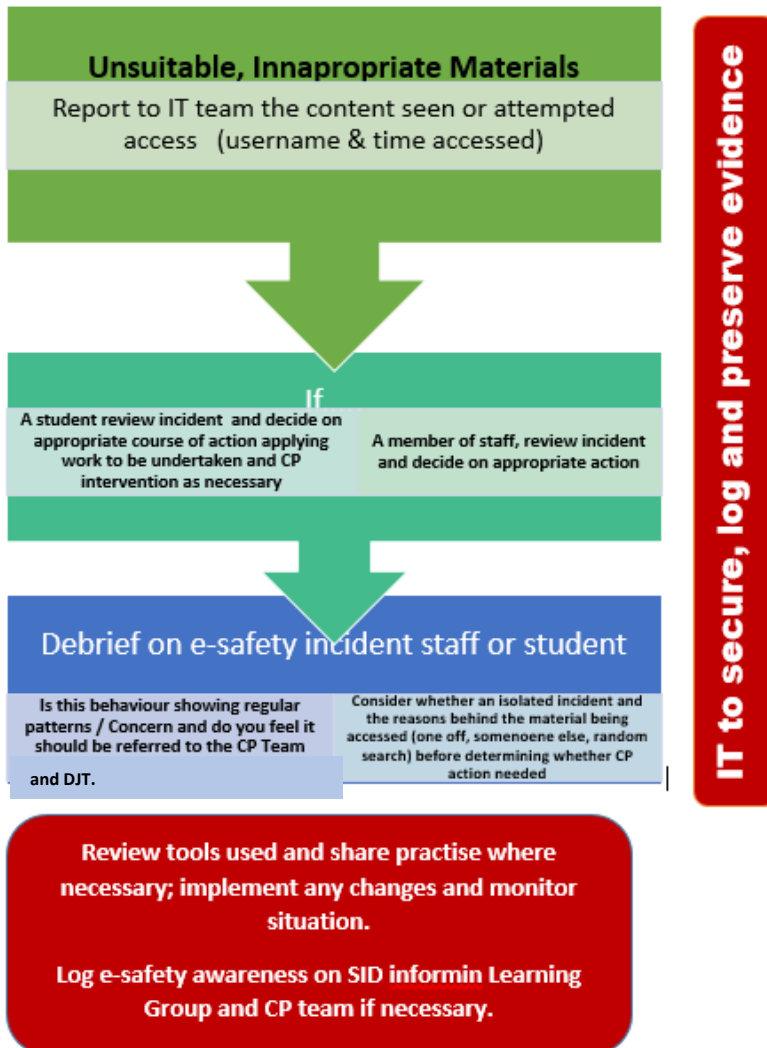 Unsuitable, Innapropriate Materials
Report to IT team the content seen or attempted
access (username & time accessed)
If
A student review incident and decide on
appropriate course of action applying
work to be undertaken and CP
intervention as necessary
A member of staff, review incident
and decide on appropriate action
Debrief on e-safety incident staff or student
Is this behaviour showing regular
patterns / Concern and do you feel it
should be referred to the CP Team
and DJT.
Consider whether an isolated incident and
the reasons behind the material being
accessed (one off, somenoene else, random
search) before determining whether CP
action needed
Review tools used and share practise where
necessary; implement any changes and monitor
situation.
Log e-safety awareness on SID informin Learning
Group and CP team if necessary.
IT to secure, log and preserve evidence